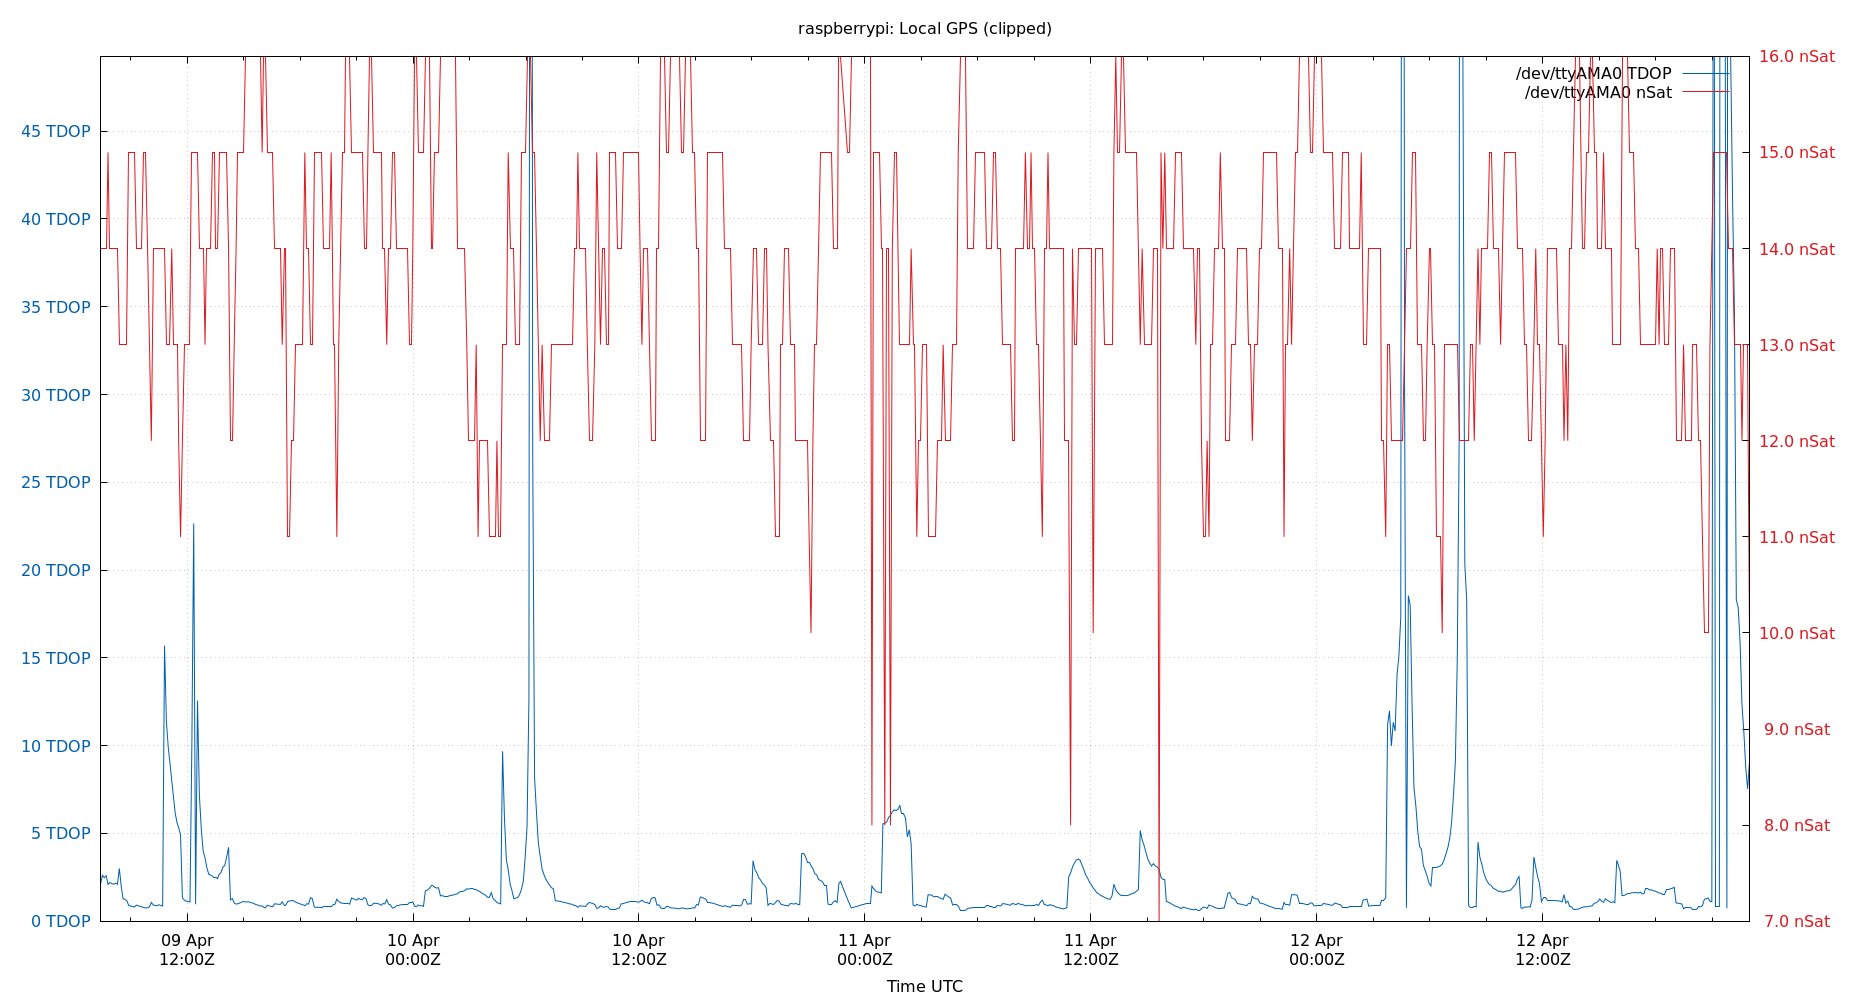 raspberrypi: Local GPS (clipped)
/dev/ttyAMA0 TDOP
/dev/ttyAMA0 nSat
45 TDOP
40 TDOP
35 TDOP
30 TDOP
25 TDOP
20 TDOP
15 TDOP
10 TDOP
5 TDOP
0 TDOP
16.0 nSat
15.0 nSat
14.0 nSat
13.0 nSat
12.0 nSat
11.0 nSat
10.0 nSat
9.0 nSat
8.0 nSat
7.0 nSat
09 Apr
12:00Z
10 Apr
00:00Z
10 Apr
12:00Z
11 Apr
00:00Z
11 Apr
12:00Z
12 Apr
00:00Z
12 Apr
12:00Z
Time UTC